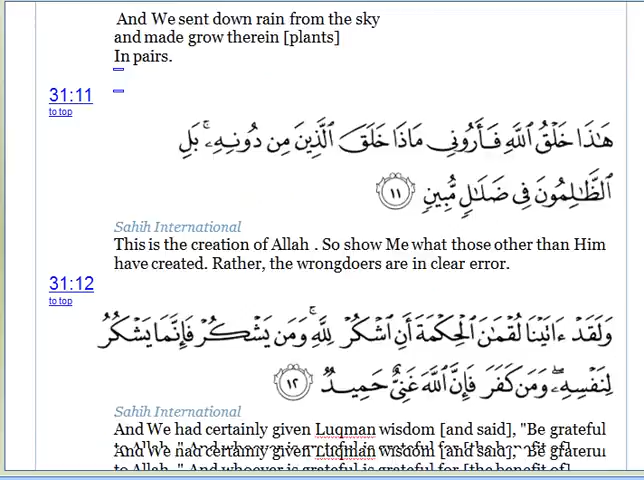 And We sent down rain from the sky
and made grow therein [plants]
In pairs.
31:11
to top
هَٰذَا خَلْقُ ٱللَّهِ فَأَرُونِى مَاذَا خَلَقَ ٱلَّذِينَ مِن دُونِهِۦ ۚ بَلِ
ٱلظَّٰلِمُونَ فِى ضَلَٰلٍ مُّبِينٍ ١١
Sahih International
This is the creation of Allah . So show Me what those other than Him
have created. Rather, the wrongdoers are in clear error.
31:12
to top
وَلَقَدْ ءَاتَيْنَا لُقْمَٰنَ ٱلْحِكْمَةَ أَنِ ٱشْكُرْ لِلَّهِ ۚ وَمَن يَشْكُرْ فَإِنَّمَا يَشْكُرُ
لِنَفْسِهِۦ ۖ وَمَن كَفَرَ فَإِنَّ ٱللَّهَ غَنِىٌّ حَمِيدٌ ١٢
Sahih International
And We had certainly given Luqman wisdom [and said], "Be grateful
And We had certainly given Luqman wisdom [and said], "Be grateful
to Allah ." And whoever is grateful is grateful for [the benefit of]